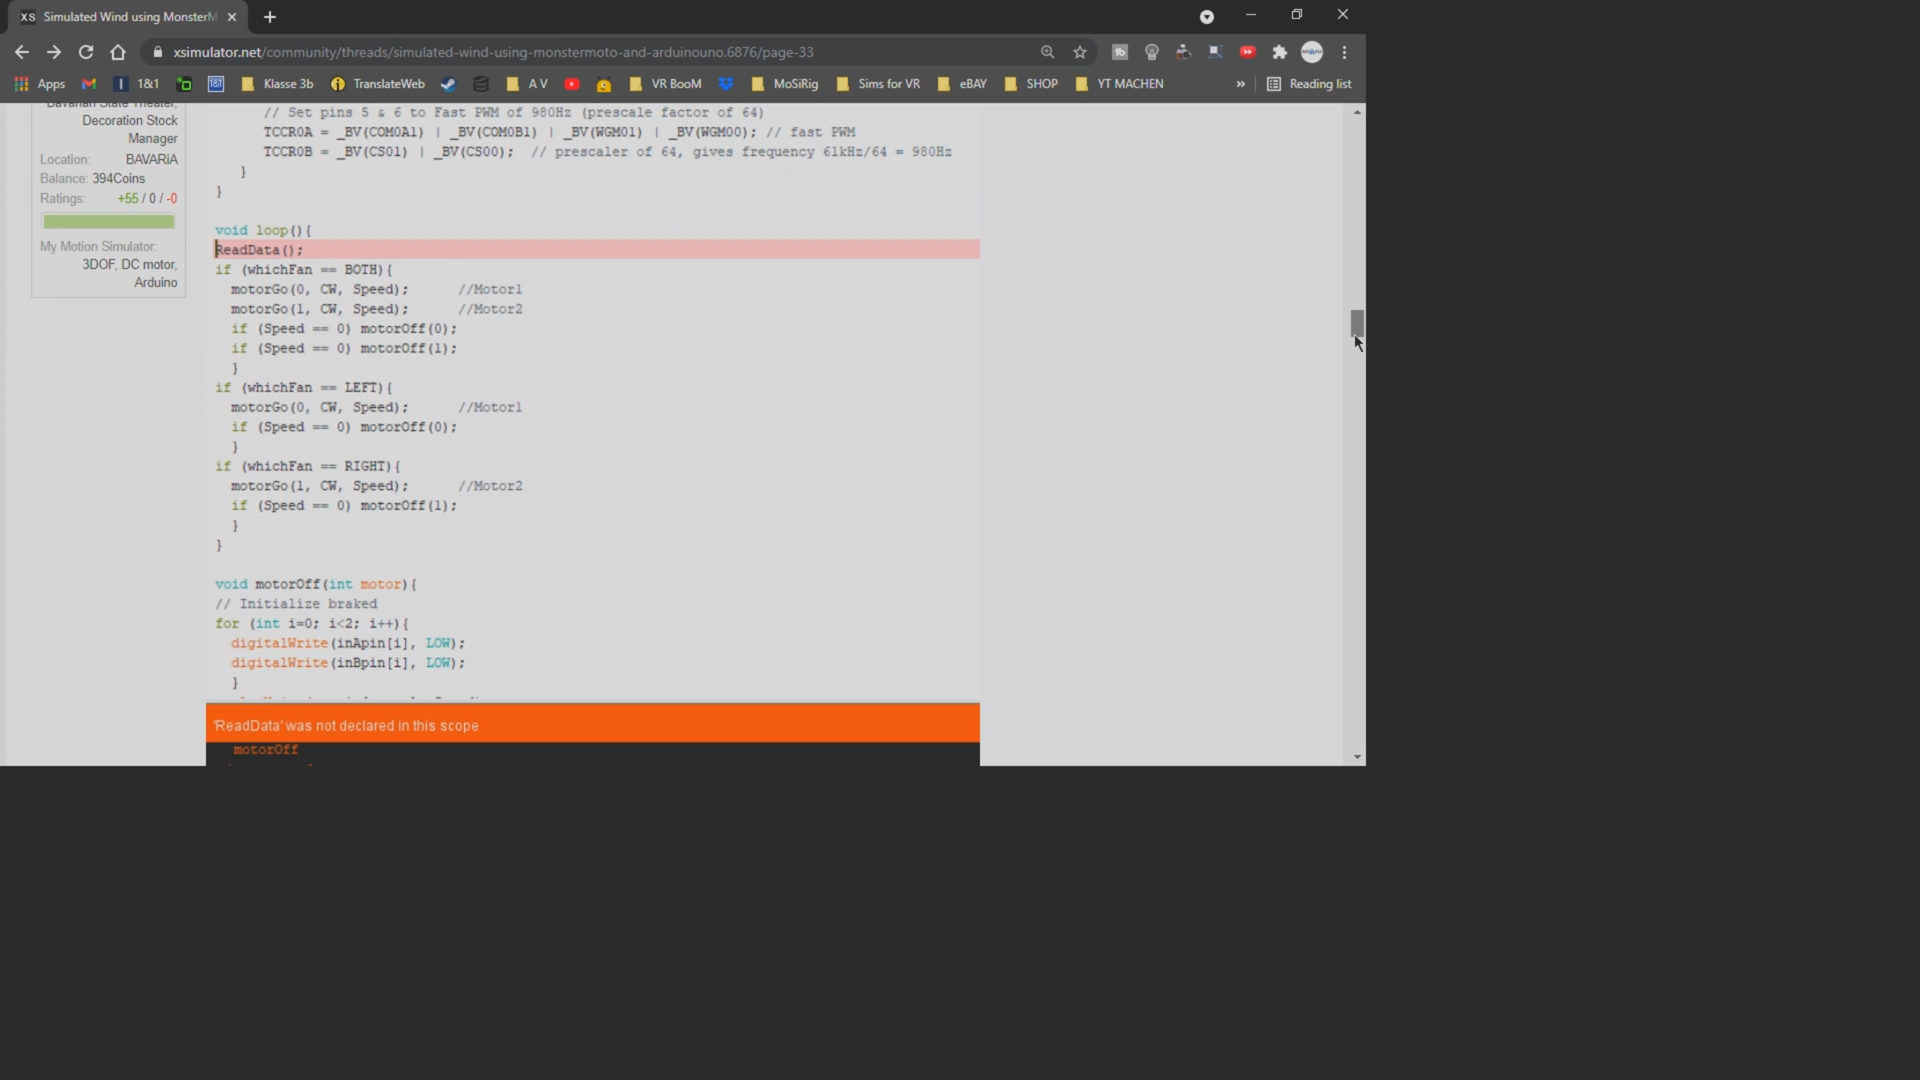 XS Simulated Wind using MonsterM
xsimulator.net/community/threads/simulated-wind-using-monstermoto-and-arduinouno.6876/page-33
Apps 1&1 Klasse 3b TranslateWeb A V VR BooM MoSiRig Sims for VR eBAY SHOP YT MACHEN » Reading list
Bavarian State Theater,
Decoration Stock
Manager
Location: BAVARiA
Balance: 394Coins
Ratings: +55 / 0 / -0
My Motion Simulator:
3DOF, DC motor,
Arduino
// Set pins 5 & 6 to Fast PWM of 980Hz (prescale factor of 64)
TCCR0A = _BV(COM0A1) | _BV(COM0B1) | _BV(WGM01) | _BV(WGM00); // fast PWM
TCCR0B = _BV(CS01) | _BV(CS00); // prescaler of 64, gives frequency 61kHz/64 = 980Hz
}
}
void loop(){
ReadData();
if (whichFan == BOTH){
motorGo(0, CW, Speed); //Motor1
motorGo(1, CW, Speed); //Motor2
if (Speed == 0) motorOff(0);
if (Speed == 0) motorOff(1);
}
if (whichFan == LEFT){
motorGo(0, CW, Speed); //Motor1
if (Speed == 0) motorOff(0);
}
if (whichFan == RIGHT){
motorGo(1, CW, Speed); //Motor2
if (Speed == 0) motorOff(1);
}
}
void motorOff(int motor){
// Initialize braked
for (int i=0; i<2; i++){
digitalWrite(inApin[i], LOW);
digitalWrite(inBpin[i], LOW);
}
'ReadData' was not declared in this scope
motorOff